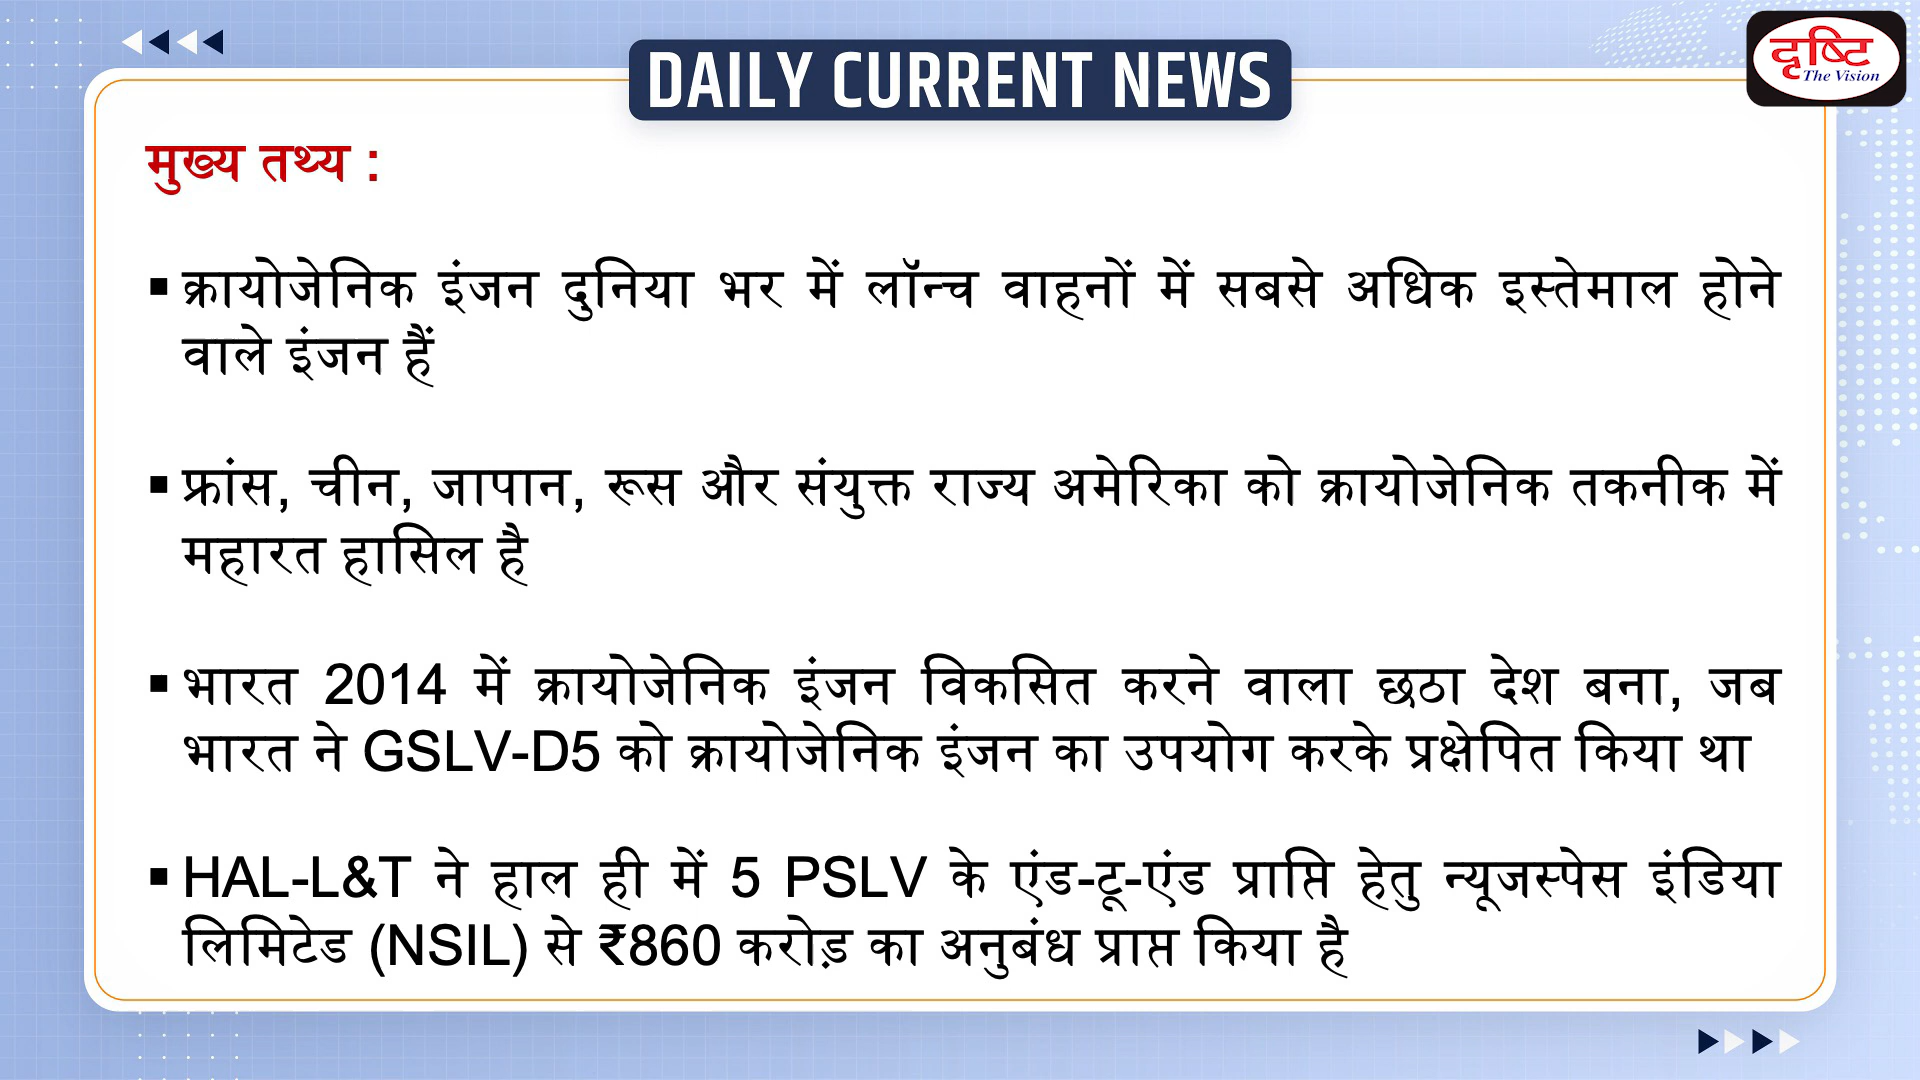 DAILY CURRENT NEWS
दृष्टि
The Vision
मुख्य तथ्य :
▪ क्रायोजेनिक इंजन दुनिया भर में लॉन्च वाहनों में सबसे अधिक इस्तेमाल होने
वाले इंजन हैं
▪ फ्रांस, चीन, जापान, रूस और संयुक्त राज्य अमेरिका को क्रायोजेनिक तकनीक में
महारत हासिल है
▪ भारत 2014 में क्रायोजेनिक इंजन विकसित करने वाला छठा देश बना, जब
भारत ने GSLV-D5 को क्रायोजेनिक इंजन का उपयोग करके प्रक्षेपित किया था
▪ HAL-L&T ने हाल ही में 5 PSLV के एंड-टू-एंड प्राप्ति हेतु न्यूजस्पेस इंडिया
लिमिटेड (NSIL) से ₹860 करोड़ का अनुबंध प्राप्त किया है